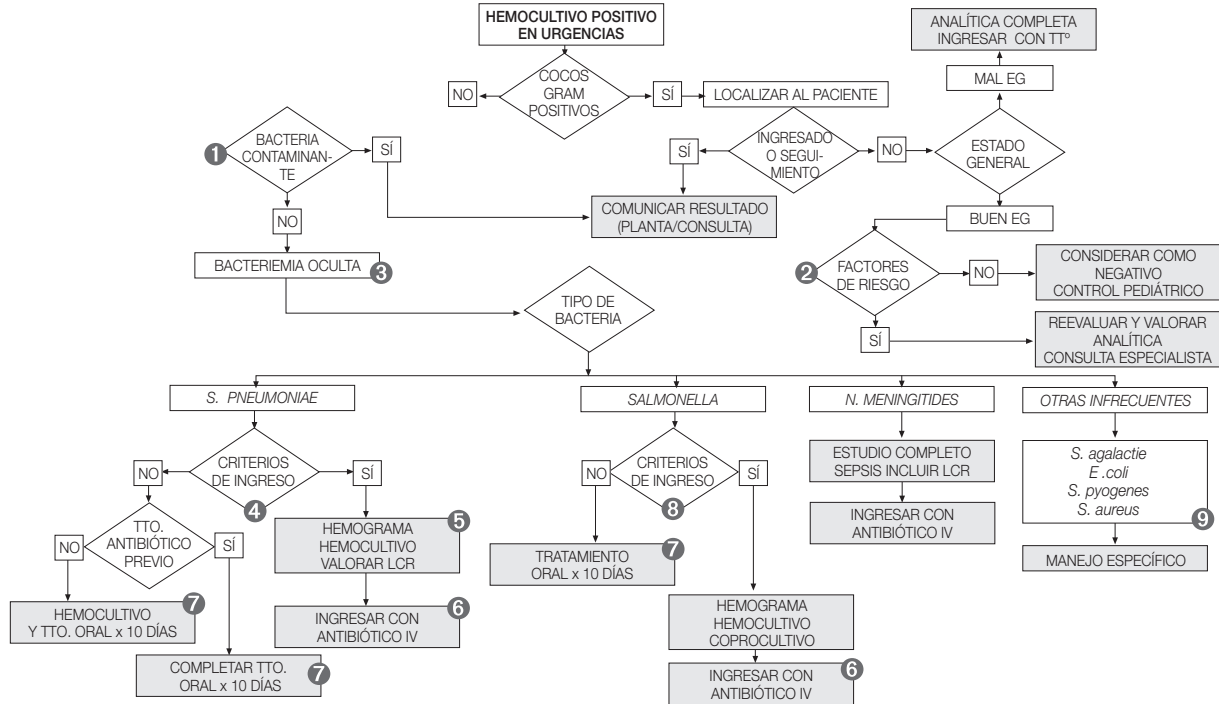 HEMOCULTIVO POSITIVO
EN URGENCIAS
COCOS
GRAM
POSITIVOS
NO
SÍ
LOCALIZAR AL PACIENTE
INGRESADO
O SEGUI-
MIENTO
SÍ
NO
ESTADO
GENERAL
MAL EG
ANALÍTICA COMPLETA
INGRESAR CON TTº
BUEN EG
COMUNICAR RESULTADO
(PLANTA/CONSULTA)
1
BACTERIA
CONTAMINAN-
TE
SÍ
NO
BACTERIEMIA OCULTA
3
2
FACTORES
DE RIESGO
NO
CONSIDERAR COMO
NEGATIVO
CONTROL PEDIÁTRICO
SÍ
REEVALUAR Y VALORAR
ANALÍTICA
CONSULTA ESPECIALISTA
TIPO DE
BACTERIA
S. PNEUMONIAE
CRITERIOS
DE INGRESO
4
NO
SÍ
TTO.
ANTIBIÓTICO
PREVIO
NO
SÍ
7
HEMOCULTIVO
Y TTO. ORAL x 10 DÍAS
COMPLETAR TTO.
ORAL x 10 DÍAS
7
5
HEMOGRAMA
HEMOCULTIVO
VALORAR LCR
6
INGRESAR CON
ANTIBIÓTICO IV
SALMONELLA
CRITERIOS
DE INGRESO
8
NO
SÍ
7
TRATAMIENTO
ORAL x 10 DÍAS
HEMOGRAMA
HEMOCULTIVO
COPROCULTIVO
6
INGRESAR CON
ANTIBIÓTICO IV
N. MENINGITIDES
ESTUDIO COMPLETO
SEPSIS INCLUIR LCR
INGRESAR CON
ANTIBIÓTICO IV
OTRAS INFRECUENTES
S. agalactie
E .coli
S. pyogenes
S. aureus
9
MANEJO ESPECÍFICO